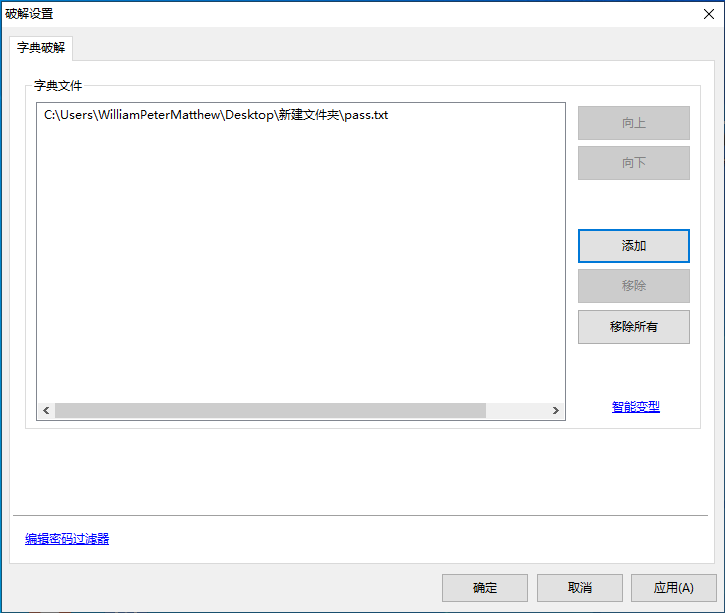 破解设置
字典破解
字典文件
C:\Users\WilliamPeterMatthew\Desktop\新建文件夹\pass.txt
向上
向下
添加
移除
移除所有
智能变型
编辑密码过滤器
确定
取消
应用(A)